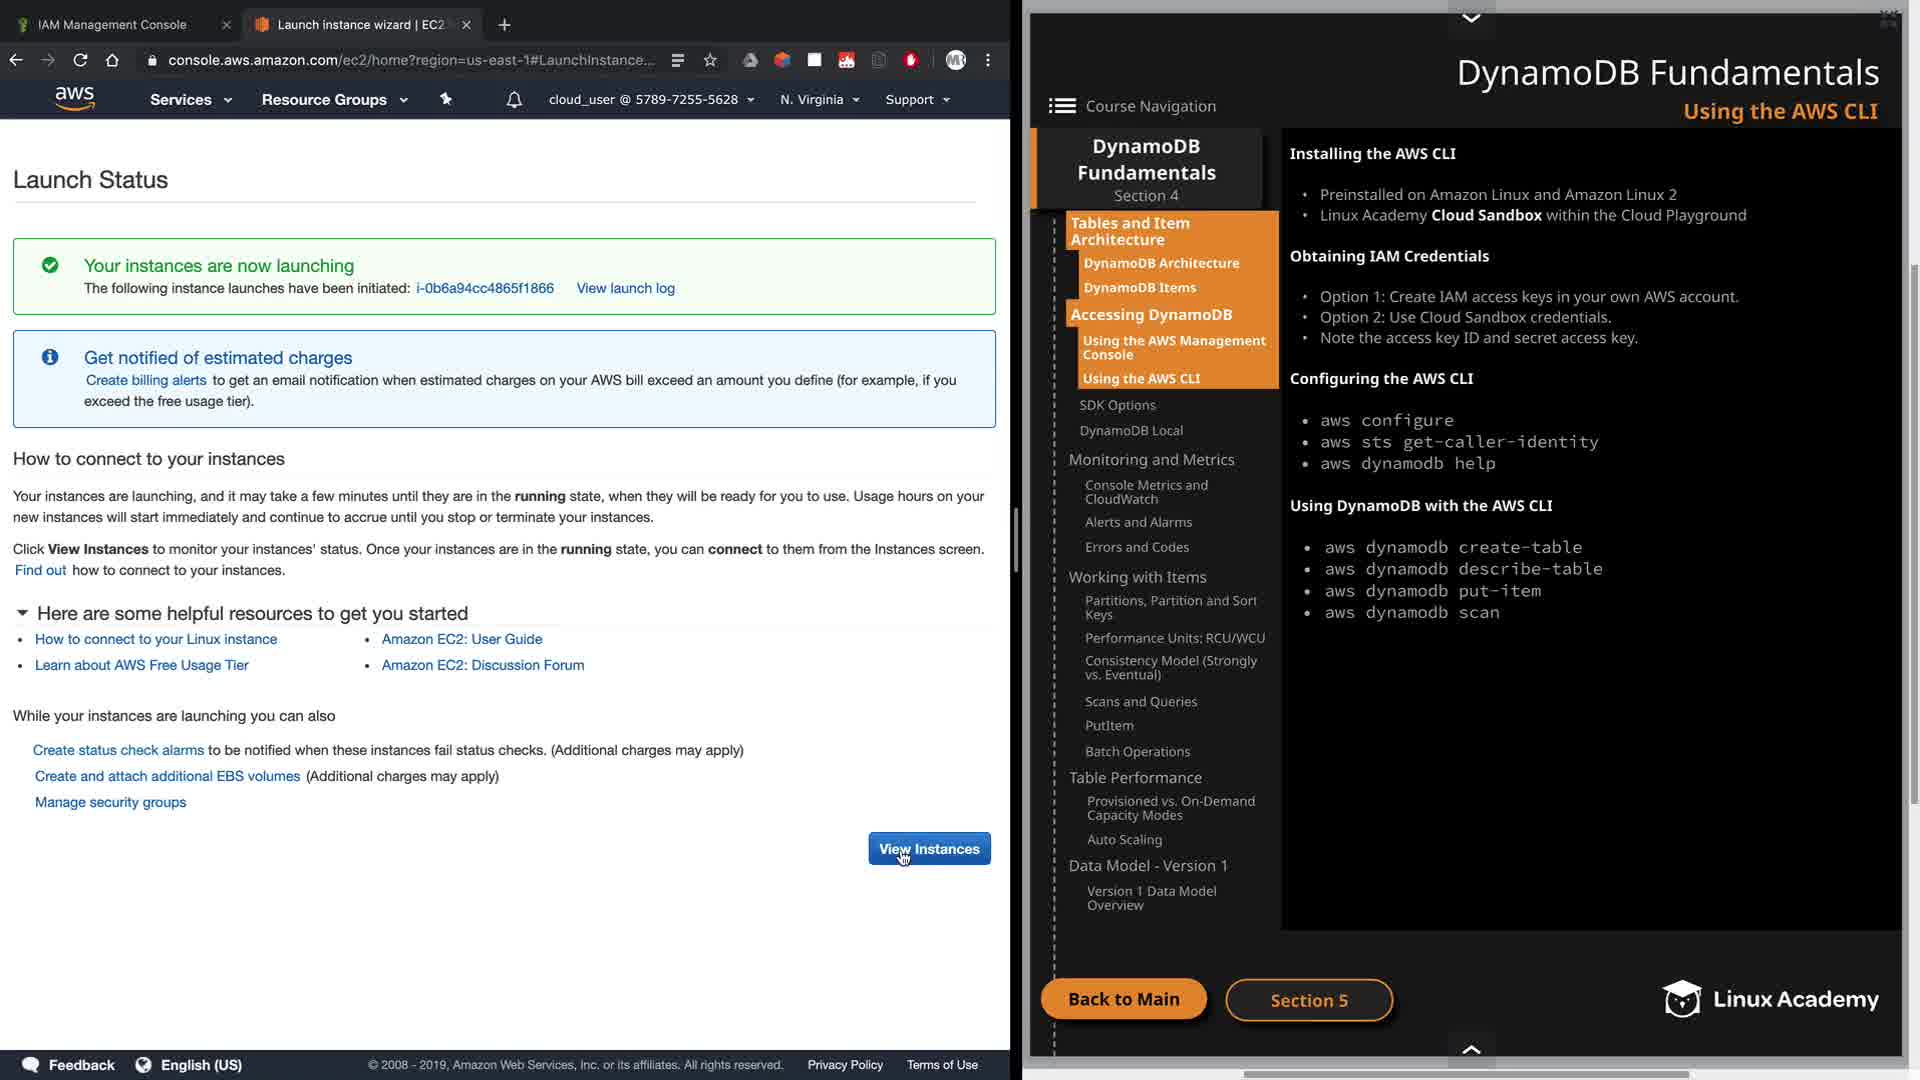 IAM Management Console
Launch instance wizard | EC2
console.aws.amazon.com/ec2/home?region=us-east-1#LaunchInstance...
aws
Services
Resource Groups
cloud_user @ 5789-7255-5628
N. Virginia
Support
Launch Status
Your instances are now launching
The following instance launches have been initiated: i-0b6a94cc4865f1866 View launch log
Get notified of estimated charges
Create billing alerts to get an email notification when estimated charges on your AWS bill exceed an amount you define (for example, if you
exceed the free usage tier).
How to connect to your instances
Your instances are launching, and it may take a few minutes until they are in the running state, when they will be ready for you to use. Usage hours on your
new instances will start immediately and continue to accrue until you stop or terminate your instances.
Click View Instances to monitor your instances' status. Once your instances are in the running state, you can connect to them from the Instances screen.
Find out how to connect to your instances.
Here are some helpful resources to get you started
• How to connect to your Linux instance
• Amazon EC2: User Guide
• Learn about AWS Free Usage Tier
• Amazon EC2: Discussion Forum
While your instances are launching you can also
Create status check alarms to be notified when these instances fail status checks. (Additional charges may apply)
Create and attach additional EBS volumes (Additional charges may apply)
Manage security groups
View Instances
Feedback
English (US)
© 2008 - 2019, Amazon Web Services, Inc. or its affiliates. All rights reserved.
Privacy Policy
Terms of Use
DynamoDB Fundamentals
Using the AWS CLI
Course Navigation
DynamoDB
Fundamentals
Section 4
Tables and Item
Architecture
DynamoDB Architecture
DynamoDB Items
Accessing DynamoDB
Using the AWS Management
Console
Using the AWS CLI
SDK Options
DynamoDB Local
Monitoring and Metrics
Console Metrics and
CloudWatch
Alerts and Alarms
Errors and Codes
Working with Items
Partitions, Partition and Sort
Keys
Performance Units: RCU/WCU
Consistency Model (Strongly
vs. Eventual)
Scans and Queries
PutItem
Batch Operations
Table Performance
Provisioned vs. On-Demand
Capacity Modes
Auto Scaling
Data Model - Version 1
Version 1 Data Model
Overview
Installing the AWS CLI
• Preinstalled on Amazon Linux and Amazon Linux 2
• Linux Academy Cloud Sandbox within the Cloud Playground
Obtaining IAM Credentials
• Option 1: Create IAM access keys in your own AWS account.
• Option 2: Use Cloud Sandbox credentials.
• Note the access key ID and secret access key.
Configuring the AWS CLI
• aws configure
• aws sts get-caller-identity
• aws dynamodb help
Using DynamoDB with the AWS CLI
• aws dynamodb create-table
• aws dynamodb describe-table
• aws dynamodb put-item
• aws dynamodb scan
Back to Main
Section 5
Linux Academy